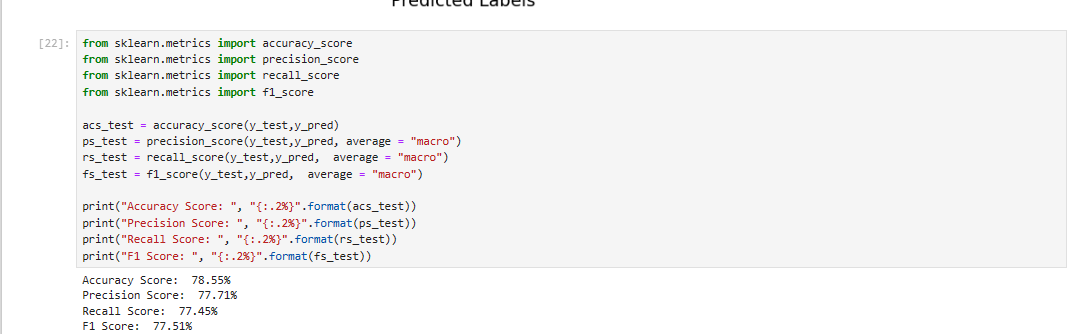 Predicted Labels
[22]:
from sklearn.metrics import accuracy_score
from sklearn.metrics import precision_score
from sklearn.metrics import recall_score
from sklearn.metrics import f1_score
acs_test = accuracy_score(y_test,y_pred)
ps_test = precision_score(y_test,y_pred, average = "macro")
rs_test = recall_score(y_test,y_pred,  average = "macro")
fs_test = f1_score(y_test,y_pred,  average = "macro")
print("Accuracy Score: ", "{:.2%}".format(acs_test))
print("Precision Score: ", "{:.2%}".format(ps_test))
print("Recall Score: ", "{:.2%}".format(rs_test))
print("F1 Score: ", "{:.2%}".format(fs_test))
Accuracy Score:  78.55%
Precision Score:  77.71%
Recall Score:  77.45%
F1 Score:  77.51%